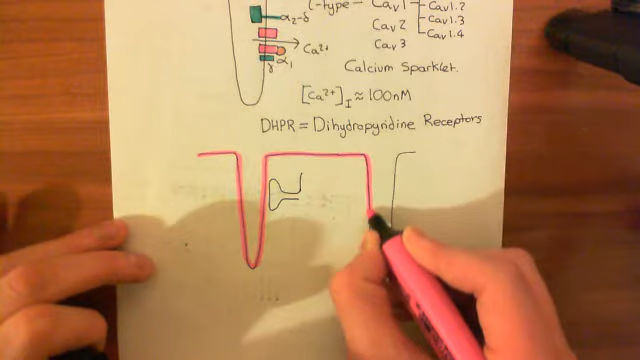 L-type - Cav1 - Cav1.2
Cav1.3
Cav1.4
Cav2
Cav3
α2-δ
Ca²⁺
α1
γ
Calcium Sparklet.
[Ca²⁺]I ≈ 100nM
DHPR = Dihydropyridine Receptors